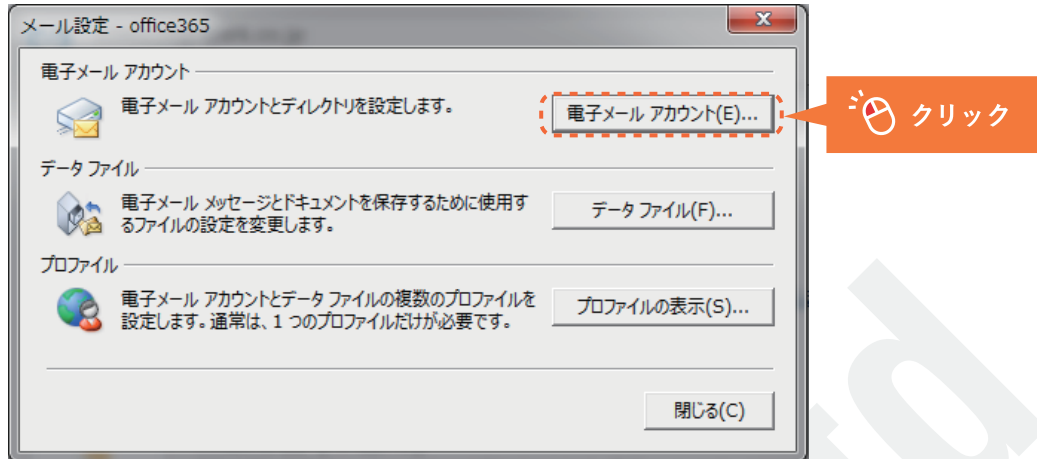 メール設定 - office365
電子メール アカウント
電子メール アカウントとディレクトリを設定します。
電子メール アカウント(E)...
クリック
データ ファイル
電子メール メッセージとドキュメントを保存するために使用す
るファイルの設定を変更します。
データ ファイル(F)...
プロファイル
電子メール アカウントとデータ ファイルの複数のプロファイルを
設定します。通常は、1 つのプロファイルだけが必要です。
プロファイルの表示(S)...
閉じる(C)